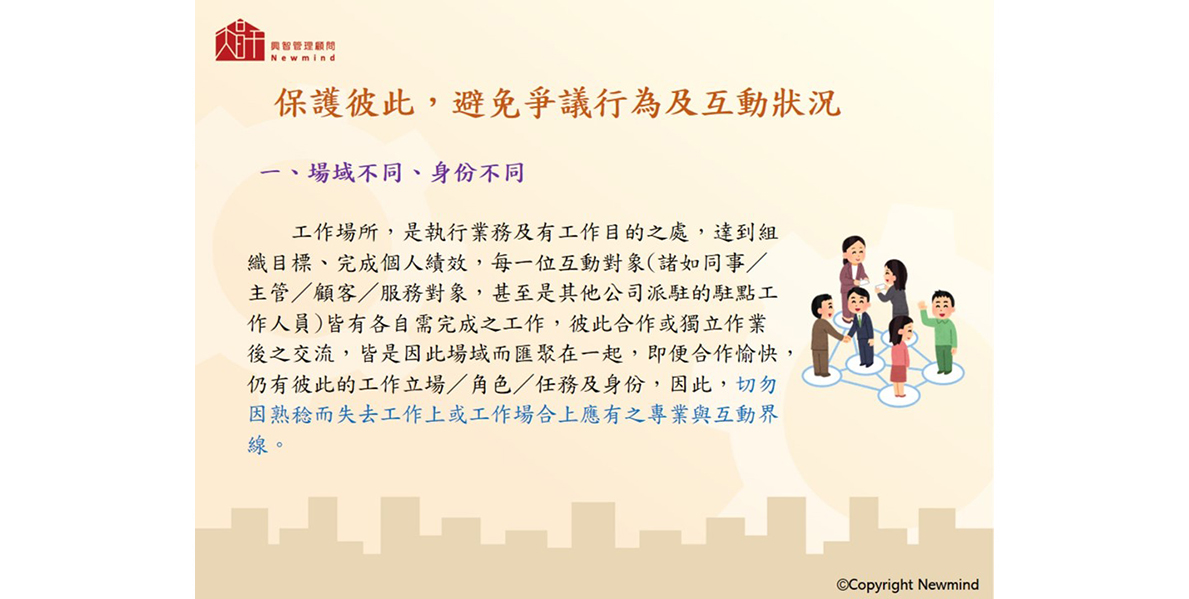 興智管理顧問
Newmind
保護彼此，避免爭議行為及互動狀況
一、場域不同、身份不同
工作場所，是執行業務及有工作目的之處，達到組
織目標、完成個人績效，每一位互動對象(諸如同事／
主管／顧客／服務對象，甚至是其他公司派駐的駐點工
作人員)皆有各自需完成之工作，彼此合作或獨立作業
後之交流，皆是因此場域而匯聚在一起，即便合作愉快，
仍有彼此的工作立場／角色／任務及身份，因此，切勿
因熟稔而失去工作上或工作場合上應有之專業與互動界
線。
©Copyright Newmind